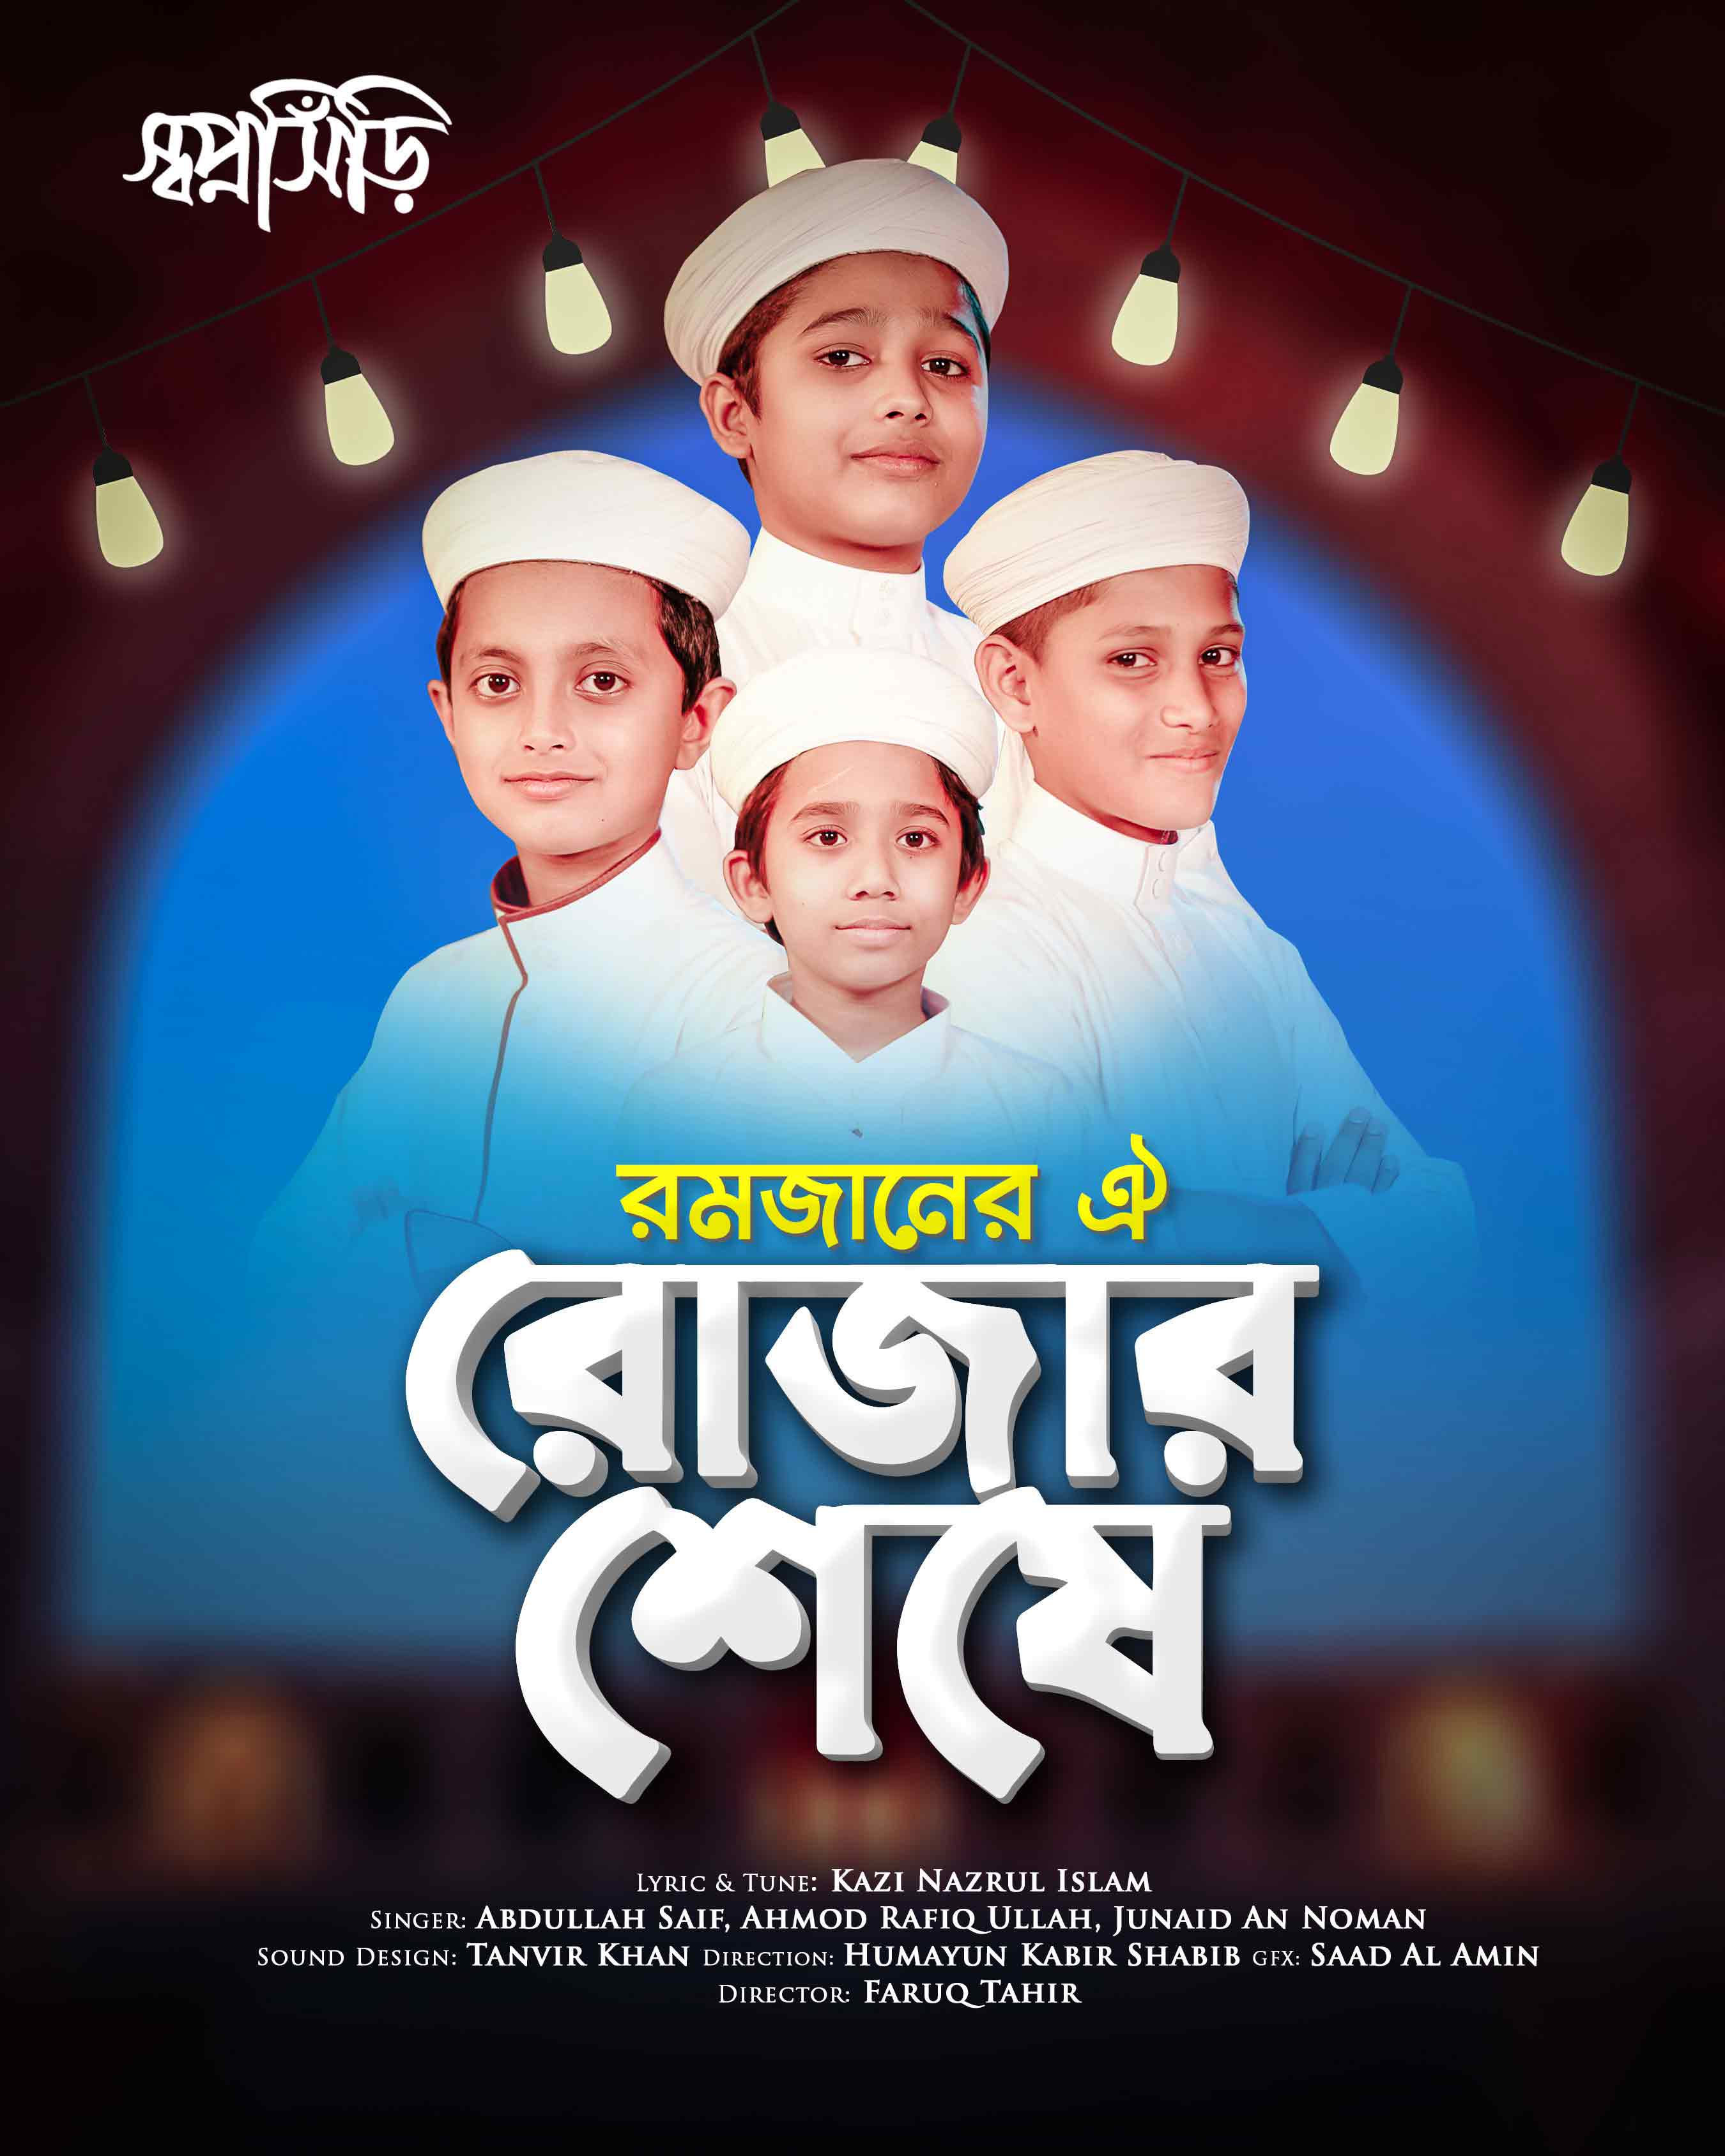 স্বপ্নসিঁড়ি
রমজানের ঐ
রোজার
শেষে
Lyric & Tune: Kazi Nazrul Islam
Singer: Abdullah Saif, Ahmod Rafiq Ullah, Junaid An Noman
Sound Design: Tanvir Khan Direction: Humayun Kabir Shabib GFX: Saad Al Amin
Director: Faruq Tahir